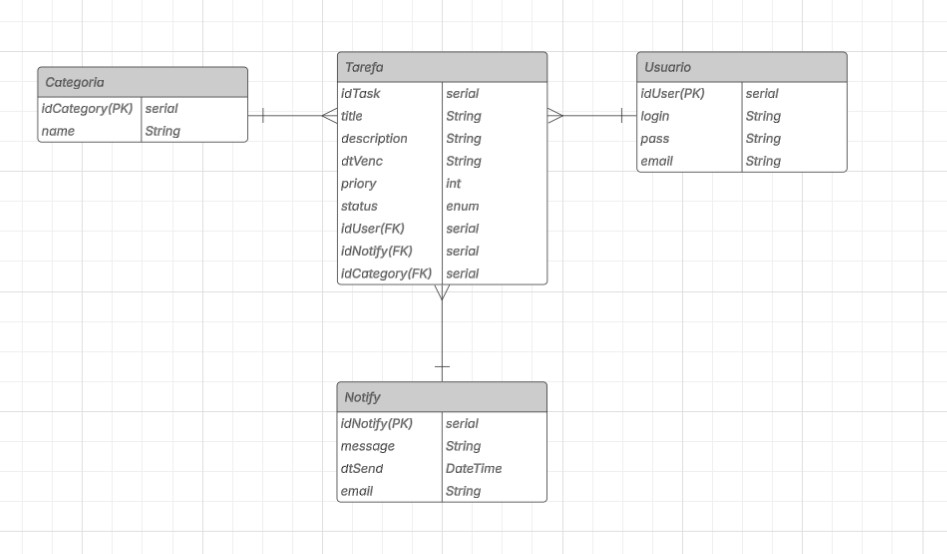 Categoria
idCategory(PK) serial
name String
Tarefa
idTask serial
title String
description String
dtVenc String
priory int
status enum
idUser(FK) serial
idNotify(FK) serial
idCategory(FK) serial
Usuario
idUser(PK) serial
login String
pass String
email String
Notify
idNotify(PK) serial
message String
dtSend DateTime
email String